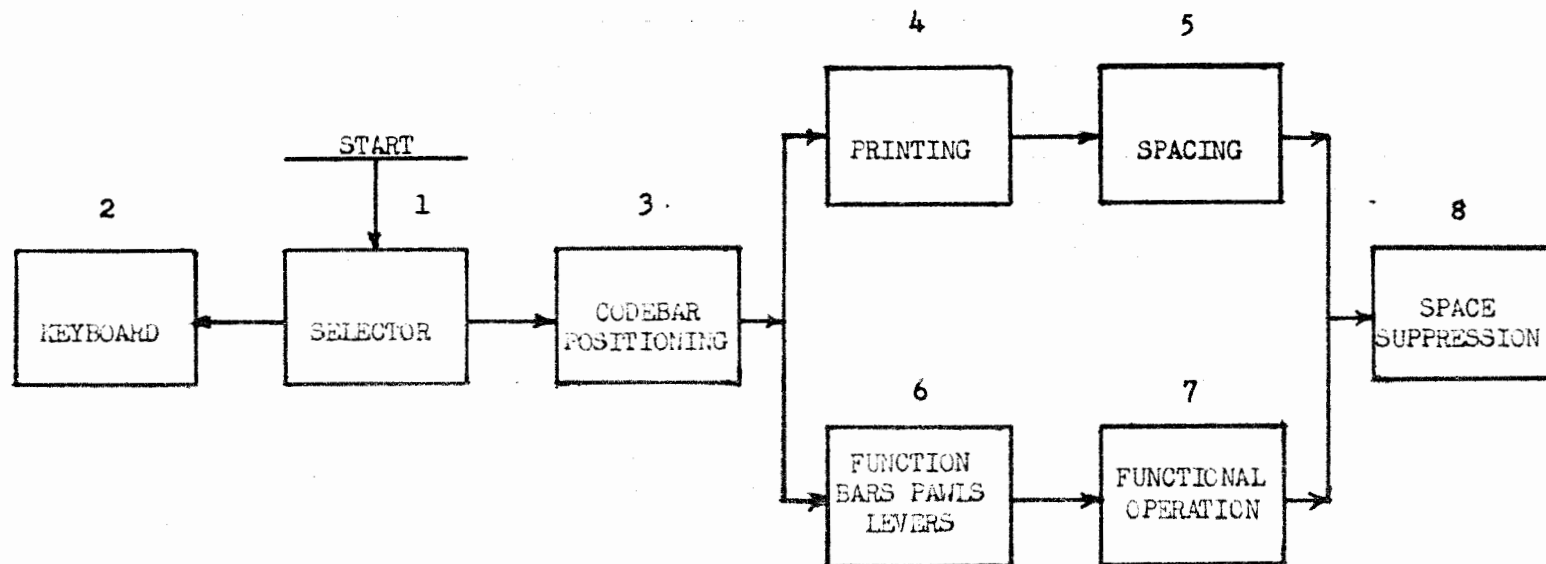 4
5
START
PRINTING
SPACING
2
1
3
8
KEYBOARD
SELECTOR
CODEBAR
POSITIONING
SPACE
SUPPRESSION
6
7
FUNCTION
BARS PAWLS
LEVERS
FUNCTIONAL
OPERATION